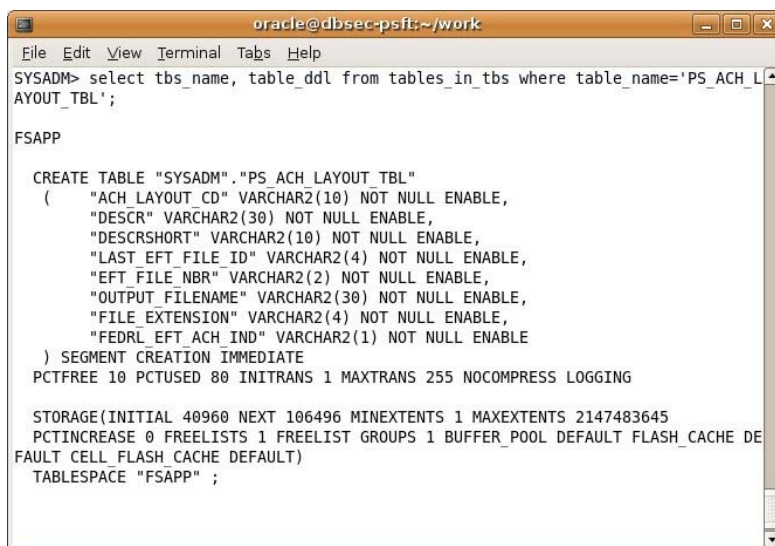 oracle@dbsec-psft:~/work
File Edit View Terminal Tabs Help
SYSADM> select tbs_name, table_ddl from tables_in_tbs where table_name='PS_ACH_L
AYOUT_TBL';
FSAPP
CREATE TABLE "SYSADM"."PS_ACH_LAYOUT_TBL"
( "ACH_LAYOUT_CD" VARCHAR2(10) NOT NULL ENABLE,
"DESCR" VARCHAR2(30) NOT NULL ENABLE,
"DESCRSHORT" VARCHAR2(10) NOT NULL ENABLE,
"LAST_EFT_FILE_ID" VARCHAR2(4) NOT NULL ENABLE,
"EFT_FILE_NBR" VARCHAR2(2) NOT NULL ENABLE,
"OUTPUT_FILENAME" VARCHAR2(30) NOT NULL ENABLE,
"FILE_EXTENSION" VARCHAR2(4) NOT NULL ENABLE,
"FEDRL_EFT_ACH_IND" VARCHAR2(1) NOT NULL ENABLE
) SEGMENT CREATION IMMEDIATE
PCTFREE 10 PCTUSED 80 INITRANS 1 MAXTRANS 255 NOCOMPRESS LOGGING
STORAGE(INITIAL 40960 NEXT 106496 MINEXTENTS 1 MAXEXTENTS 2147483645
PCTINCREASE 0 FREELISTS 1 FREELIST GROUPS 1 BUFFER_POOL DEFAULT FLASH_CACHE DE
FAULT CELL_FLASH_CACHE DEFAULT)
TABLESPACE "FSAPP" ;